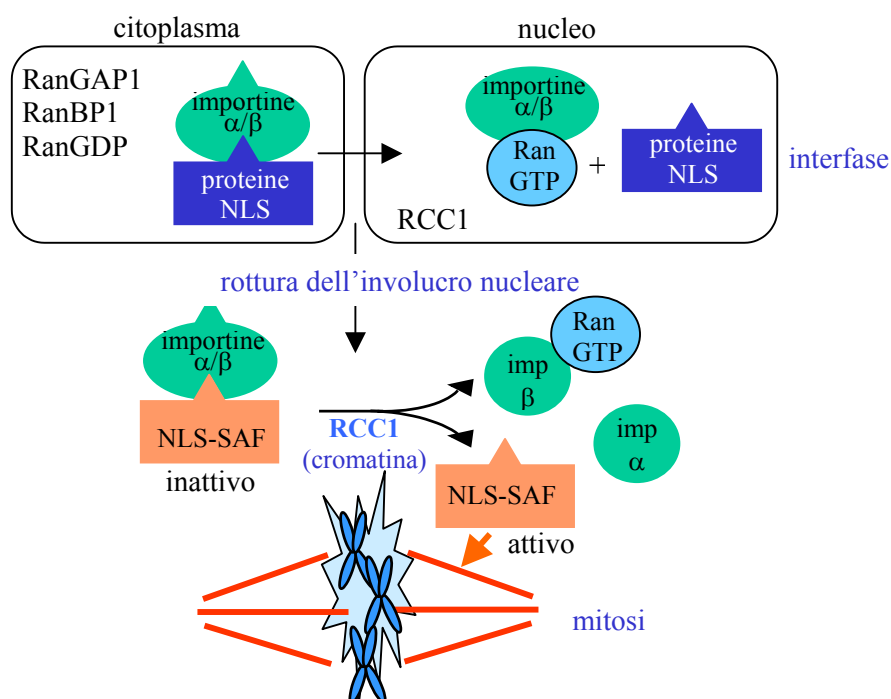 citoplasma
nucleo
RanGAP1
RanBP1
RanGDP
importine
α/β
proteine
NLS
importine
α/β
Ran
GTP
+
proteine
NLS
RCC1
interfase
rottura dell’involucro nucleare
importine
α/β
NLS-SAF
inattivo
RCC1
(cromatina)
Ran
GTP
imp
β
imp
α
NLS-SAF
attivo
mitosi